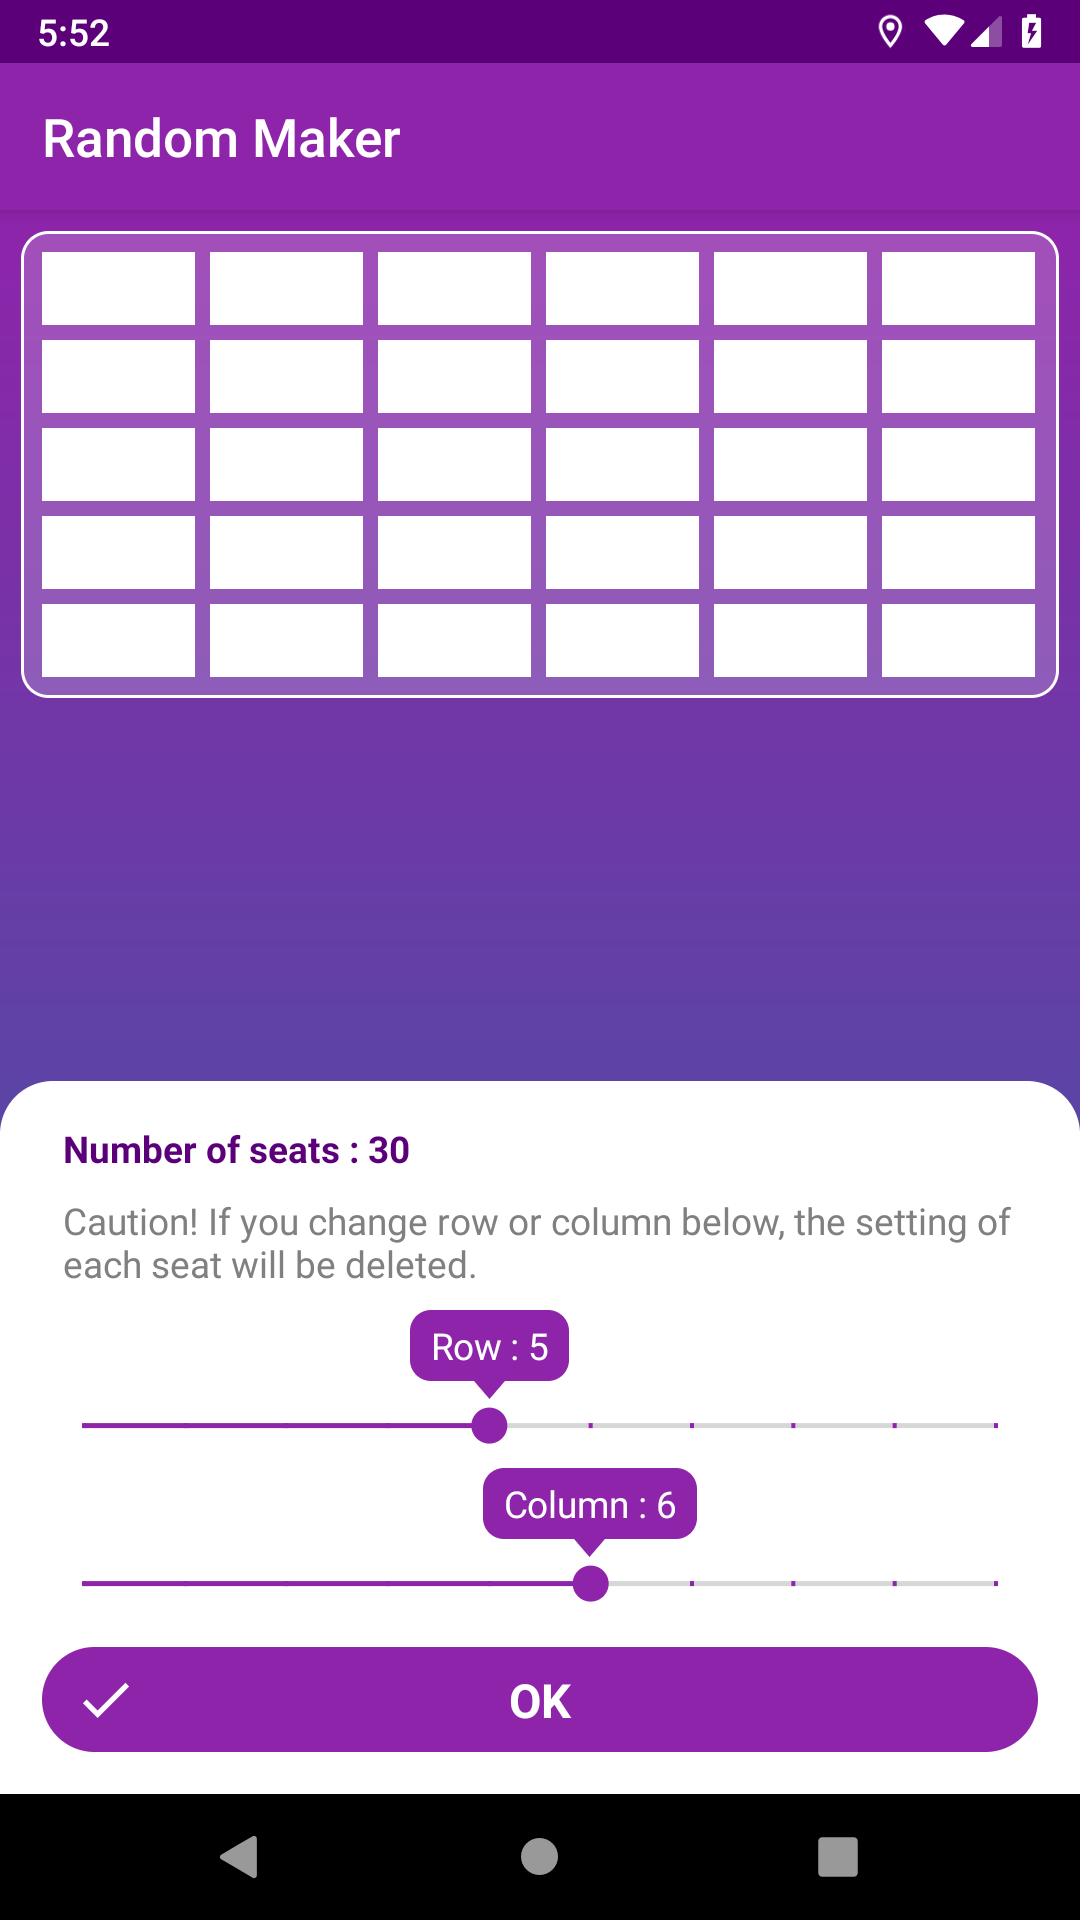 5:52
Random Maker
Number of seats : 30
Caution! If you change row or column below, the setting of
each seat will be deleted.
Row : 5
Column : 6
OK